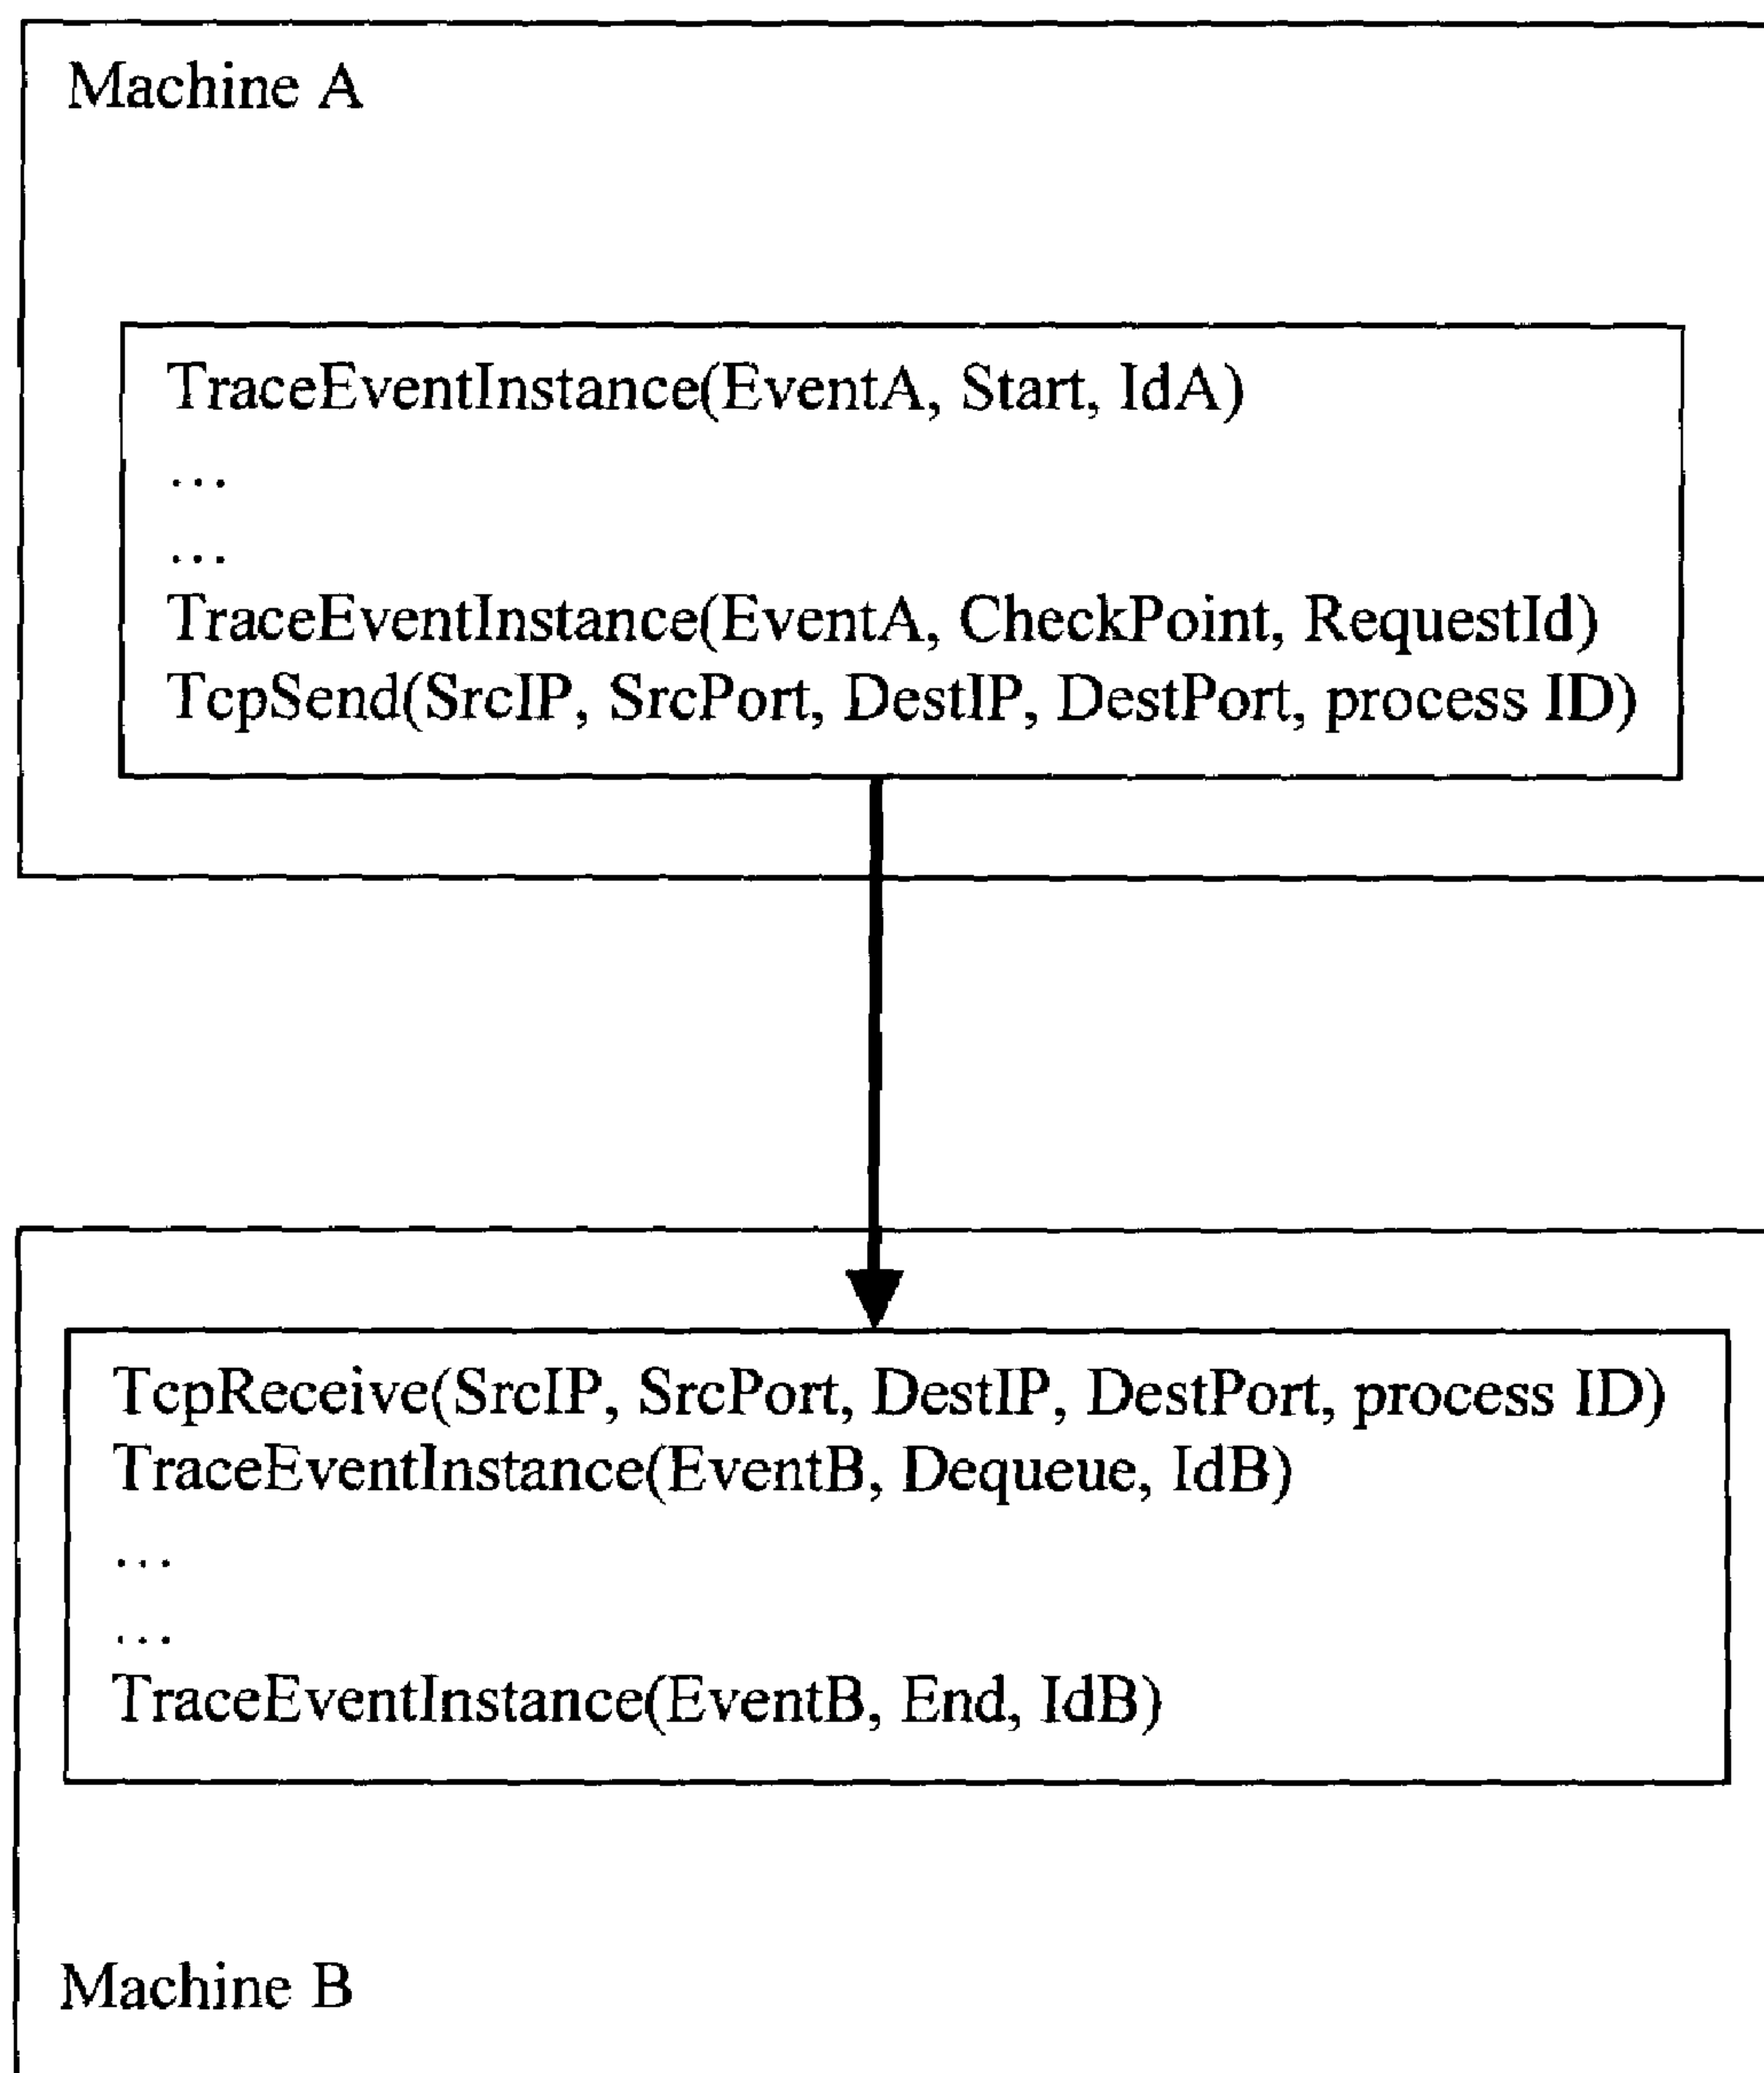 Machine A
TraceEventInstance(EventA, Start, IdA)
...
...
TraceEventInstance(EventA, CheckPoint, RequestId)
TcpSend(SrcIP, SrcPort, DestIP, DestPort, process ID)
TcpReceive(SrcIP, SrcPort, DestIP, DestPort, process ID)
TraceEventInstance(EventB, Dequeue, IdB)
...
...
TraceEventInstance(EventB, End, IdB)
Machine B